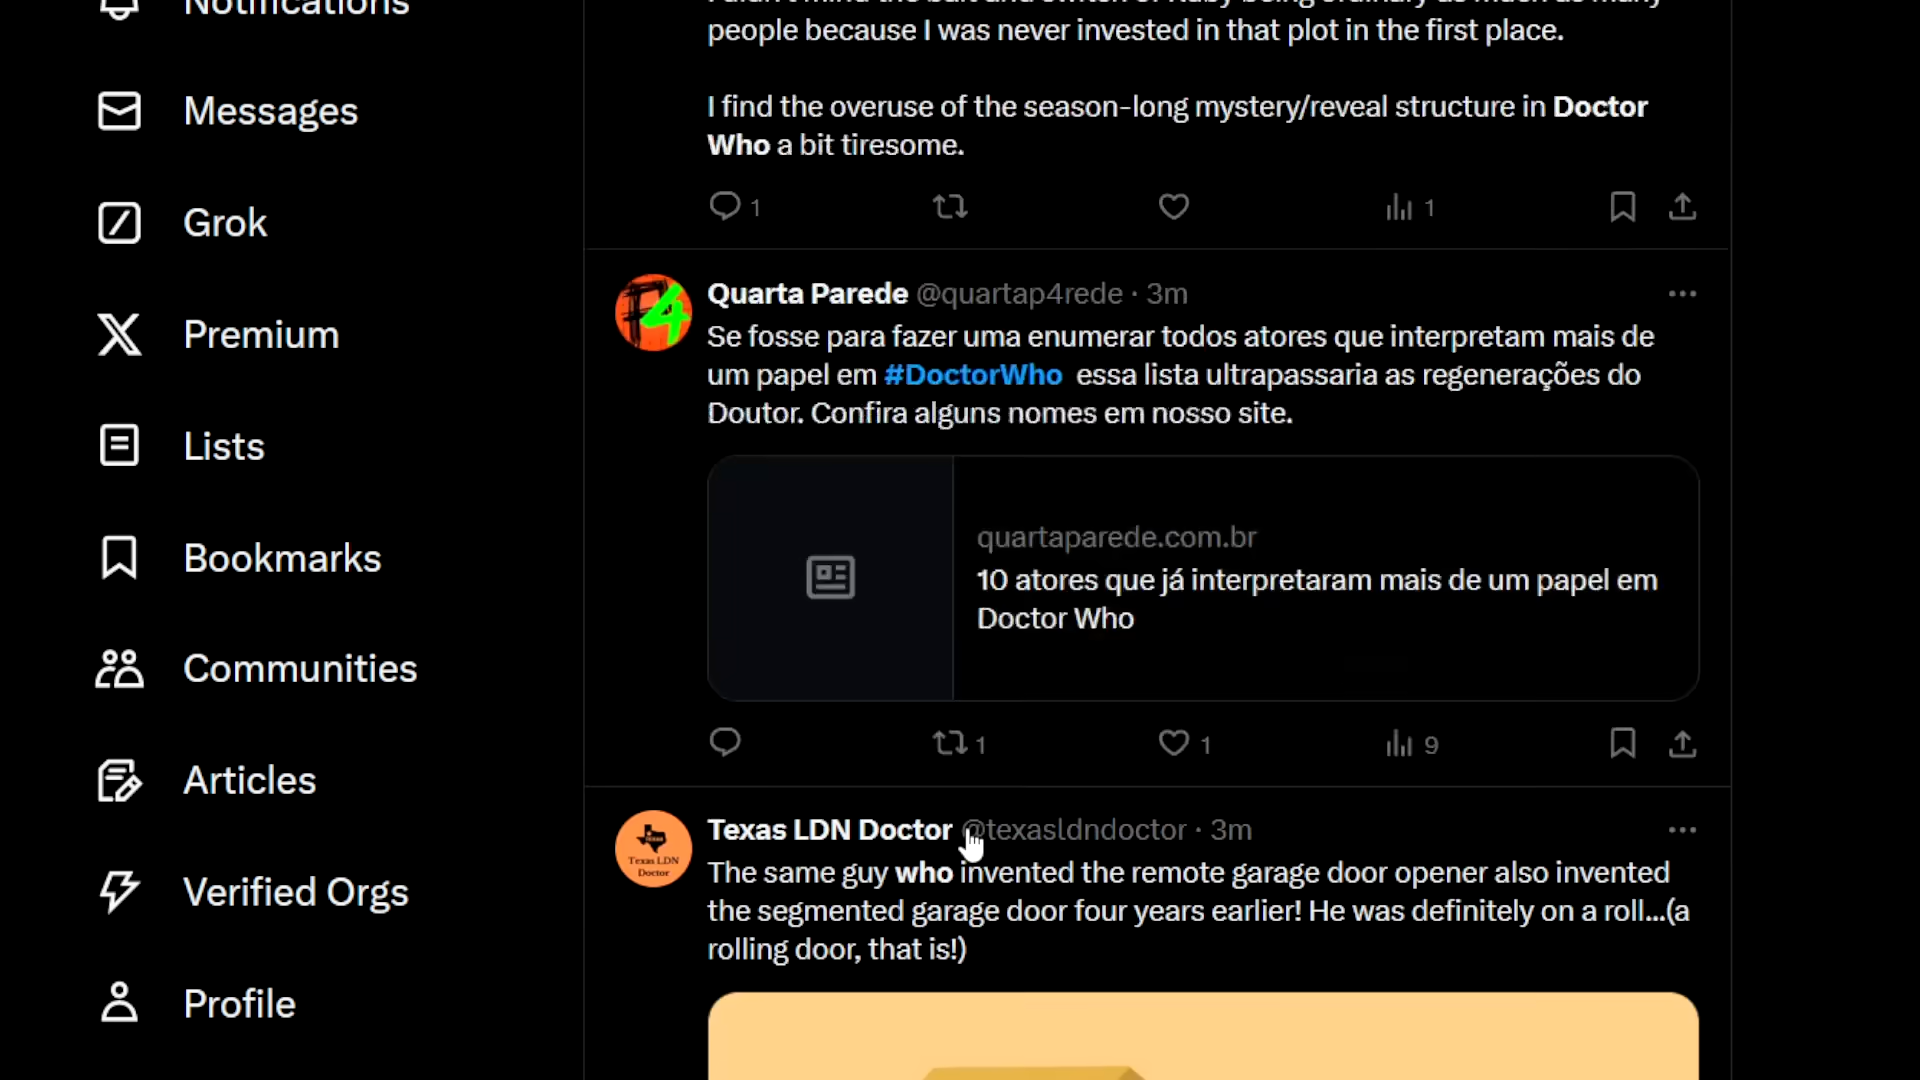 Notifications
Messages
Grok
Premium
Lists
Bookmarks
Communities
Articles
Verified Orgs
Profile
people because I was never invested in that plot in the first place.
I find the overuse of the season-long mystery/reveal structure in Doctor
Who a bit tiresome.
1
1
Quarta Parede @quartap4rede · 3m
Se fosse para fazer uma enumerar todos atores que interpretam mais de
um papel em #DoctorWho essa lista ultrapassaria as regenerações do
Doutor. Confira alguns nomes em nosso site.
quartaparede.com.br
10 atores que já interpretaram mais de um papel em
Doctor Who
1
1
9
Texas LDN Doctor @texasldndoctor · 3m
Texas LDN
Doctor
The same guy who invented the remote garage door opener also invented
the segmented garage door four years earlier! He was definitely on a roll...(a
rolling door, that is!)